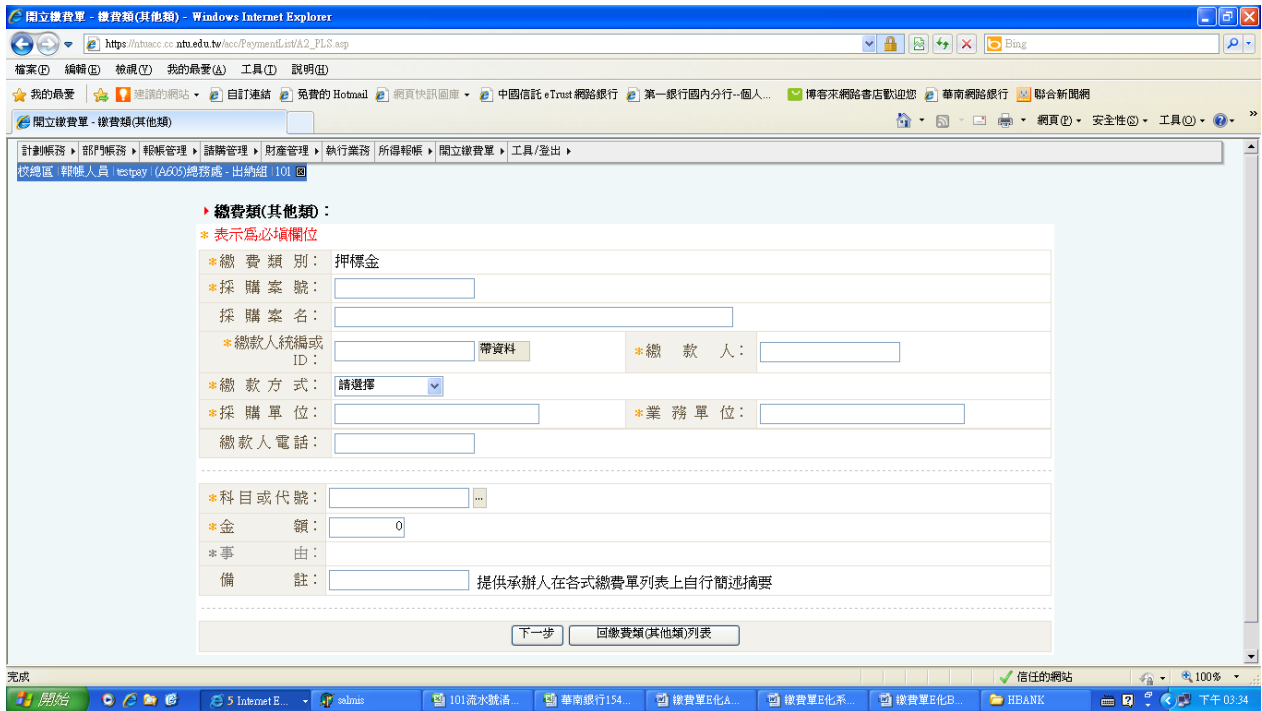 開立繳費單 - 繳費類(其他類) - Windows Internet Explorer
https://ntuacc.cc.ntu.edu.tw/acc/PaymentList/A2_PLS.asp
Bing
檔案(F) 編輯(E) 檢視(V) 我的最愛(A) 工具(T) 說明(H)
我的最愛 建議的網站 自訂連結 免費的 Hotmail 網頁快訊圖庫 中國信託 eTrust 網路銀行 第一銀行國內分行--個人... 博客來網路書店歡迎您 華南網路銀行 聯合新聞網
開立繳費單 - 繳費類(其他類) 網頁(P) 安全性(S) 工具(O) »
計劃帳務 部門帳務 報帳管理 請購管理 財產管理 執行業務 所得報帳 開立繳費單 工具/登出
校總區 | 報帳人員 | testpay | (A605)總務處 - 出納組 | 101
繳費類(其他類):
* 表示為必填欄位
*繳費類別: 押標金
*採購案號:
採購案名:
*繳款人統編或ID: 帶資料 *繳款人:
*繳款方式: 請選擇
*採購單位: *業務單位:
繳款人電話:
*科目或代號: ...
*金額: 0
*事由:
備註: 提供承辦人在各式繳費單列表上自行簡述摘要
下一步 回繳費類(其他類)列表
完成 信任的網站 100%
開始 5 Internet E... salmis 101流水號滿... 華南銀行154... 繳費單E化A... 繳費單E化系... 繳費單E化B... HBANK 下午 03:34